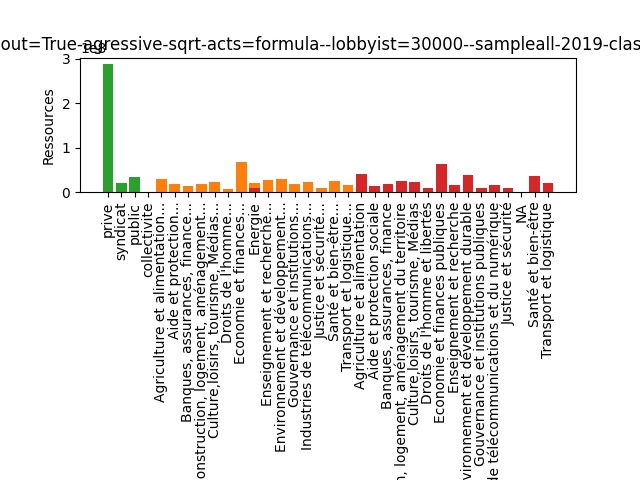 out=True-agressive-sqrt-acts=formula--lobbyist=30000--sampleall-2019-clas
1e8
Ressources
3
2
1
0
prive
syndicat
public
collectivite
Agriculture et alimentation...
Aide et protection...
Banques, assurances, finance...
onstruction, logement, aménagement...
Culture,loisirs, tourisme, Médias...
Droits de l'homme...
Economie et finances...
Energie
Enseignement et recherche...
Environnement et développement...
Gouvernance et institutions...
Industries de télécommunications...
Justice et sécurité...
Santé et bien-être...
Transport et logistique...
Agriculture et alimentation
Aide et protection sociale
Banques, assurances, finance
n, logement, aménagement du territoire
Culture,loisirs, tourisme, Médias
Droits de l'homme et libertés
Economie et finances publiques
Enseignement et recherche
vironnement et développement durable
Gouvernance et institutions publiques
de télécommunications et du numérique
Justice et sécurité
NA
Santé et bien-être
Transport et logistique